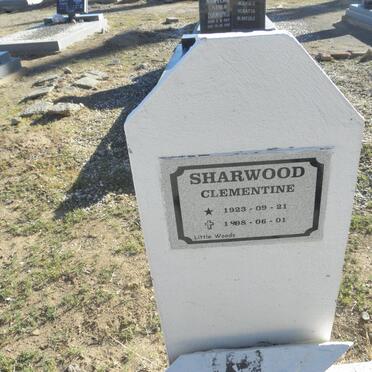 SHARWOOD
CLEMENTINE
★ 1923 - 09 - 21
✝ 1998 - 06 - 01
Little Woods